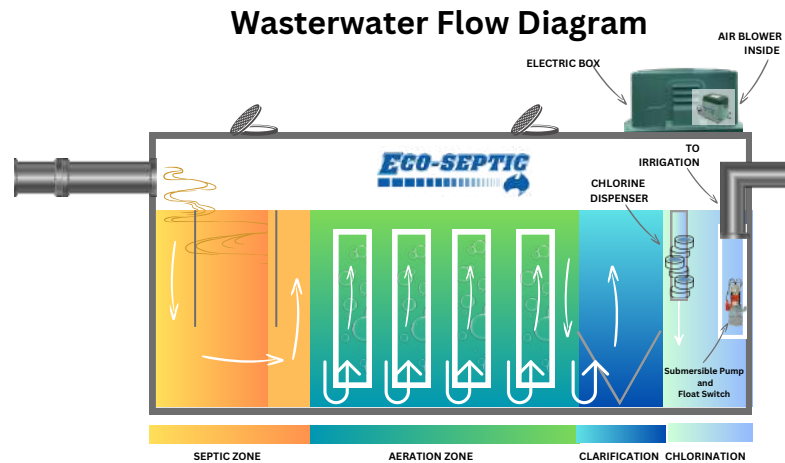 Wasterwater Flow Diagram
AIR BLOWER
INSIDE
ELECTRIC BOX
TO
IRRIGATION
ECO-SEPTIC
CHLORINE
DISPENSER
Submersible Pump
and
Float Switch
SEPTIC ZONE
AERATION ZONE
CLARIFICATION
CHLORINATION